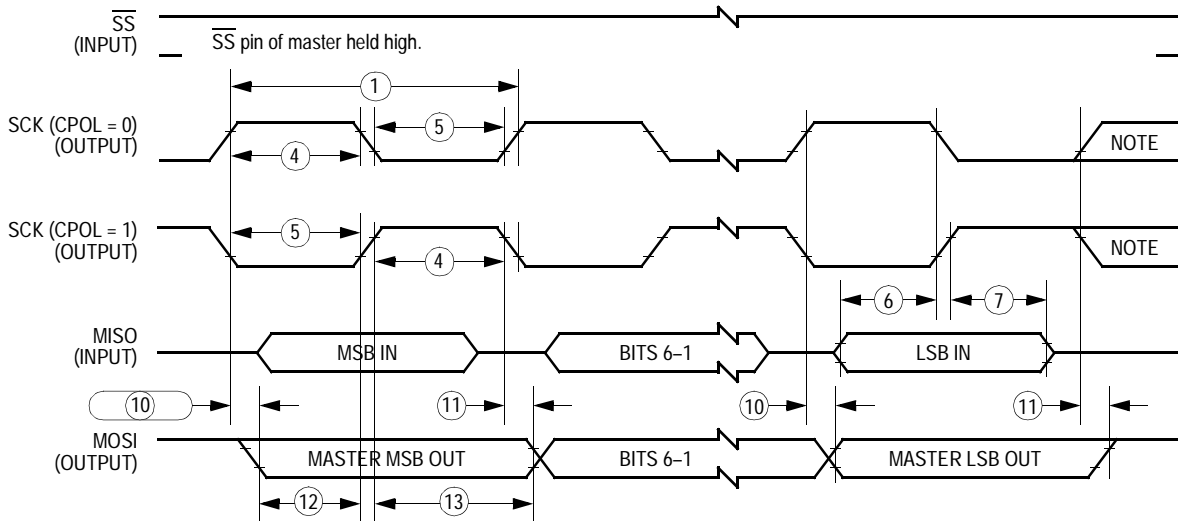 SS
(INPUT)
SS pin of master held high.
1
SCK (CPOL = 0)
(OUTPUT)
5
4
NOTE
SCK (CPOL = 1)
(OUTPUT)
5
4
NOTE
6
7
MISO
(INPUT)
MSB IN
BITS 6–1
LSB IN
10
11
10
11
MOSI
(OUTPUT)
MASTER MSB OUT
BITS 6–1
MASTER LSB OUT
12
13